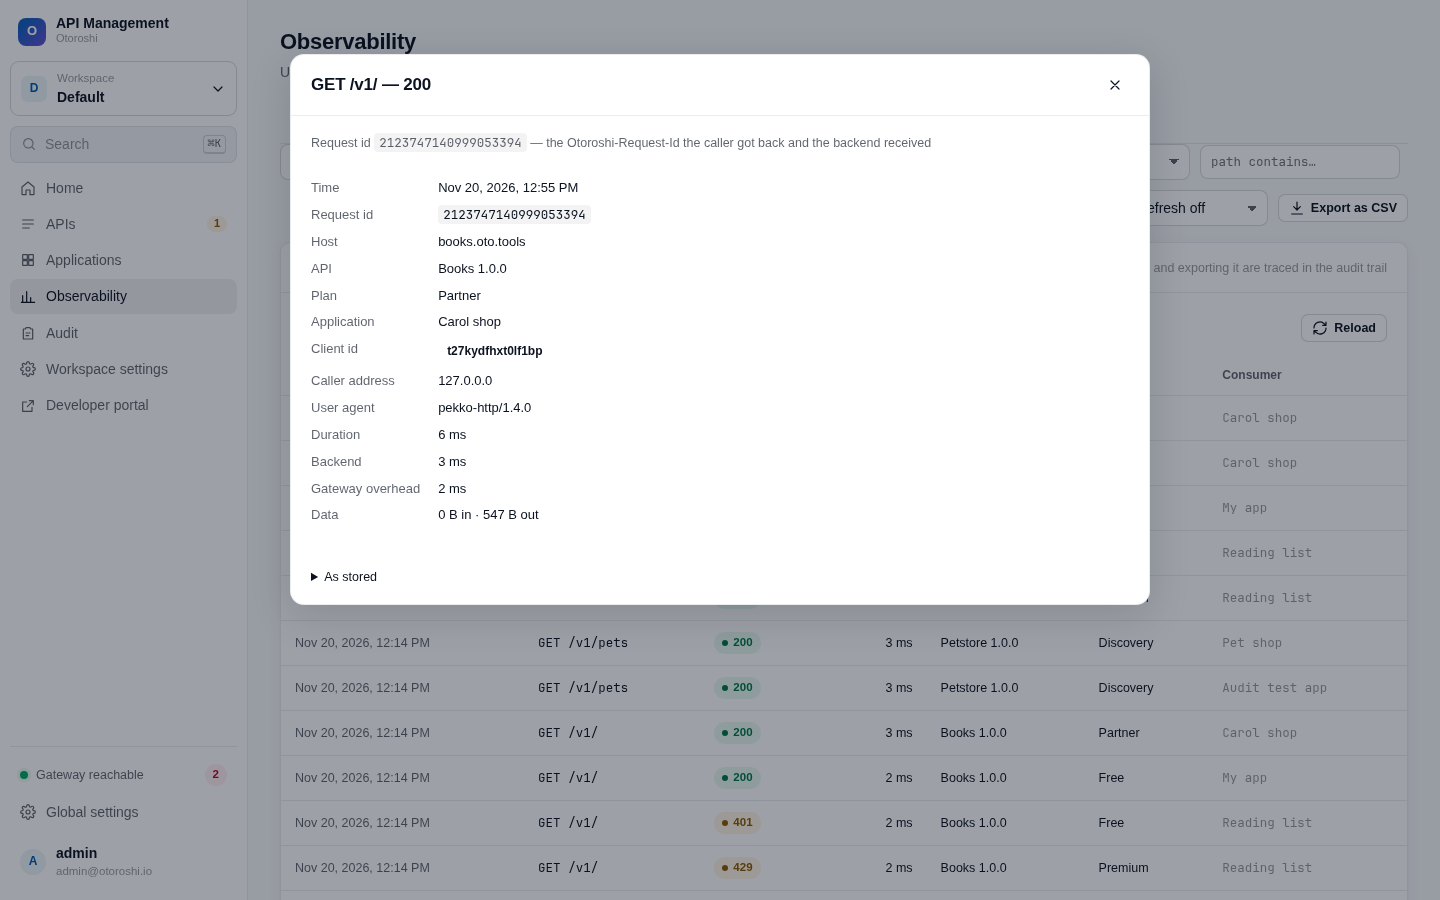 API Management
Otoroshi
O
D
Workspace
Default
Search
⌘K
Home
APIs
1
Applications
Observability
Audit
Workspace settings
Developer portal
Gateway reachable
2
Global settings
A
admin
admin@otoroshi.io
Observability
U
path contains…
efresh off
Export as CSV
and exporting it are traced in the audit trail
Reload
Consumer
Carol shop
Carol shop
My app
Reading list
Reading list
GET /v1/ — 200
Request id 2123747140999053394 — the Otoroshi-Request-Id the caller got back and the backend received
Time Nov 20, 2026, 12:55 PM
Request id 2123747140999053394
Host books.oto.tools
API Books 1.0.0
Plan Partner
Application Carol shop
Client id t27kydfhxt0lf1bp
Caller address 127.0.0.0
User agent pekko-http/1.4.0
Duration 6 ms
Backend 3 ms
Gateway overhead 2 ms
Data 0 B in · 547 B out
As stored
Nov 20, 2026, 12:14 PM GET /v1/pets 200 3 ms Petstore 1.0.0 Discovery Pet shop
Nov 20, 2026, 12:14 PM GET /v1/pets 200 3 ms Petstore 1.0.0 Discovery Audit test app
Nov 20, 2026, 12:14 PM GET /v1/ 200 3 ms Books 1.0.0 Partner Carol shop
Nov 20, 2026, 12:14 PM GET /v1/ 200 2 ms Books 1.0.0 Free My app
Nov 20, 2026, 12:14 PM GET /v1/ 401 2 ms Books 1.0.0 Free Reading list
Nov 20, 2026, 12:14 PM GET /v1/ 429 2 ms Books 1.0.0 Premium Reading list